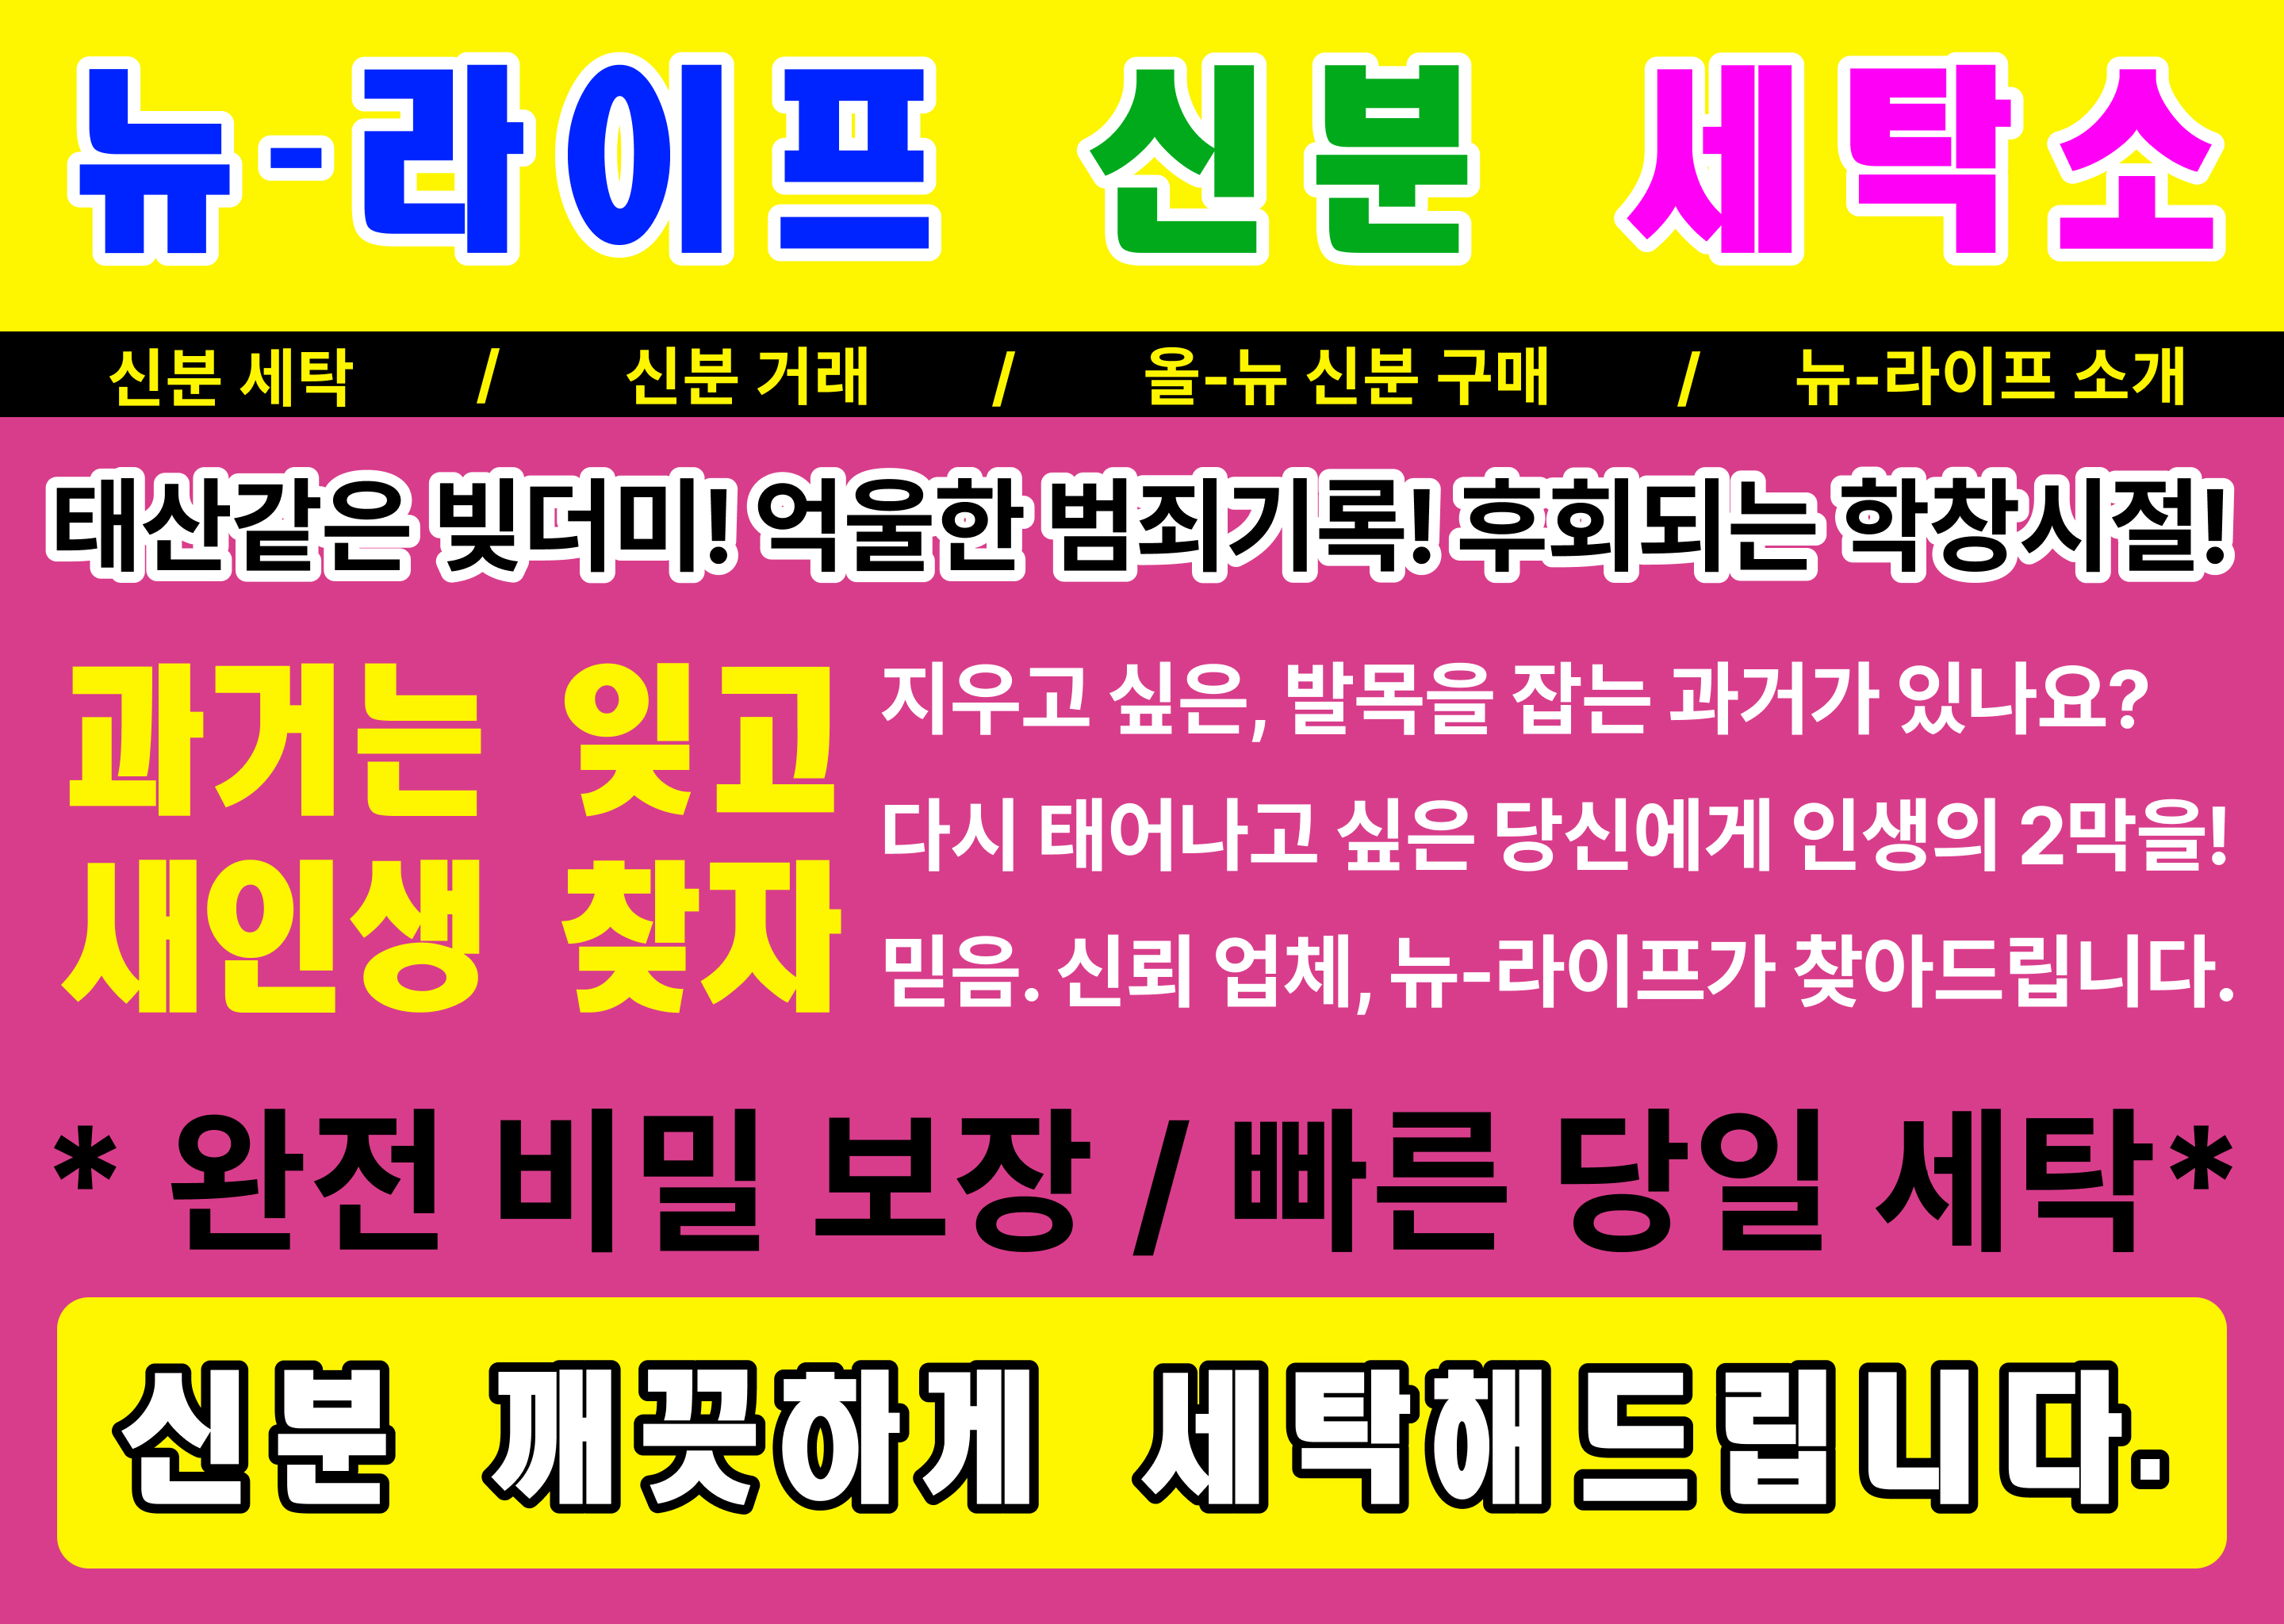 뉴-라이프 신분 세탁소
신분 세탁 / 신분 거래 / 올-뉴 신분 구매 / 뉴-라이프 소개
태산같은 빚더미! 억울한 범죄기록! 후회되는 학창시절!
과거는 잊고
새인생 찾자
지우고 싶은, 발목을 잡는 과거가 있나요?
다시 태어나고 싶은 당신에게 인생의 2막을!
믿음. 신뢰 업체, 뉴-라이프가 찾아드립니다.
* 완전 비밀 보장 / 빠른 당일 세탁*
신분 깨끗하게 세탁해드립니다.